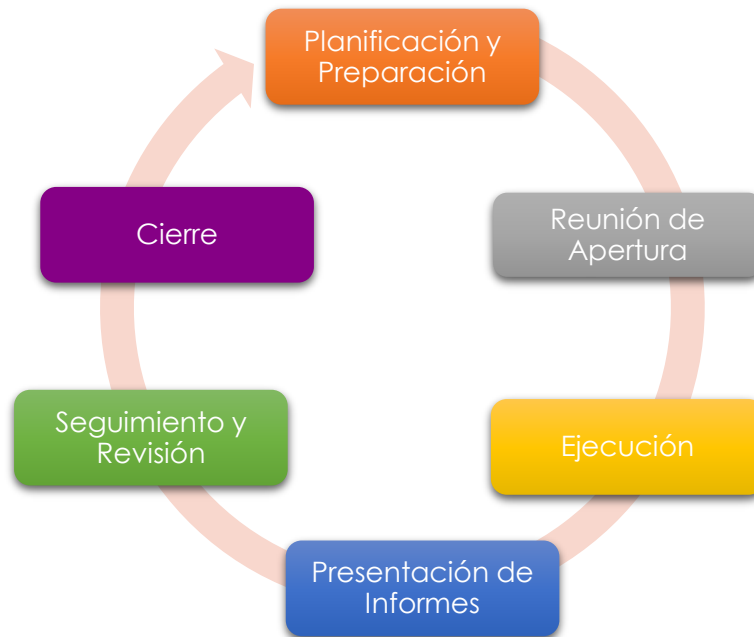 Planificación y
Preparación
Reunión de
Apertura
Ejecución
Presentación de
Informes
Seguimiento y
Revisión
Cierre